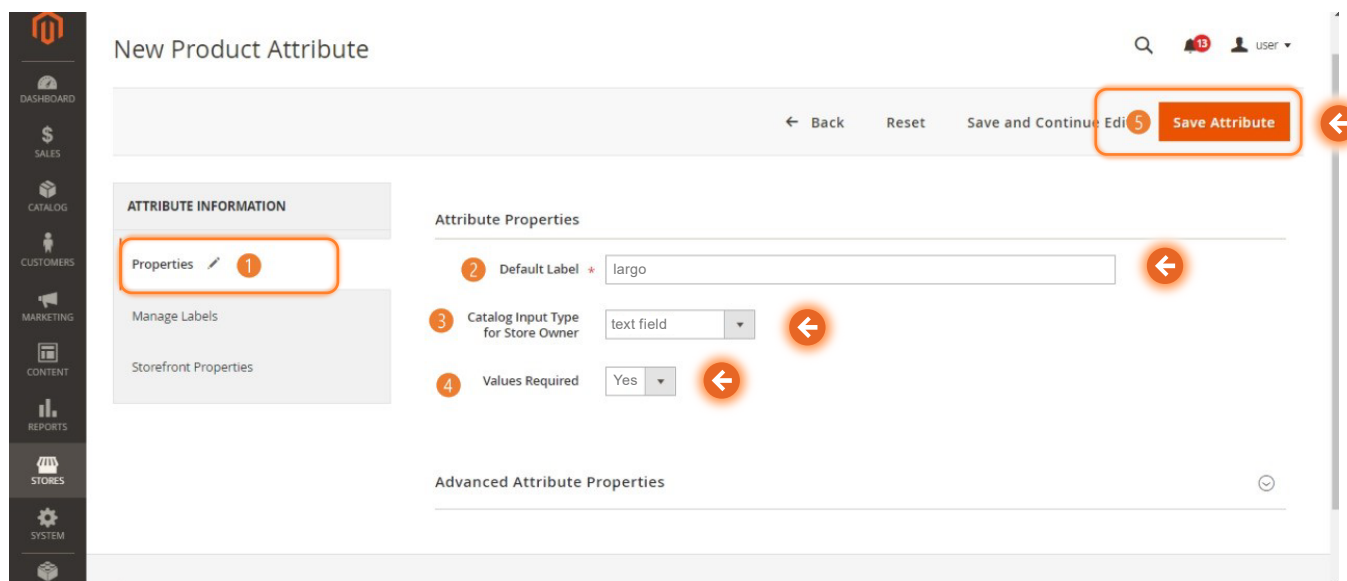 New Product Attribute
13
user
DASHBOARD
SALES
CATALOG
CUSTOMERS
MARKETING
CONTENT
REPORTS
STORES
SYSTEM
Back
Reset
Save and Continue Edi
5
Save Attribute
ATTRIBUTE INFORMATION
Properties
1
Manage Labels
Storefront Properties
Attribute Properties
2 Default Label * largo
3 Catalog Input Type
for Store Owner
text field
4 Values Required Yes
Advanced Attribute Properties